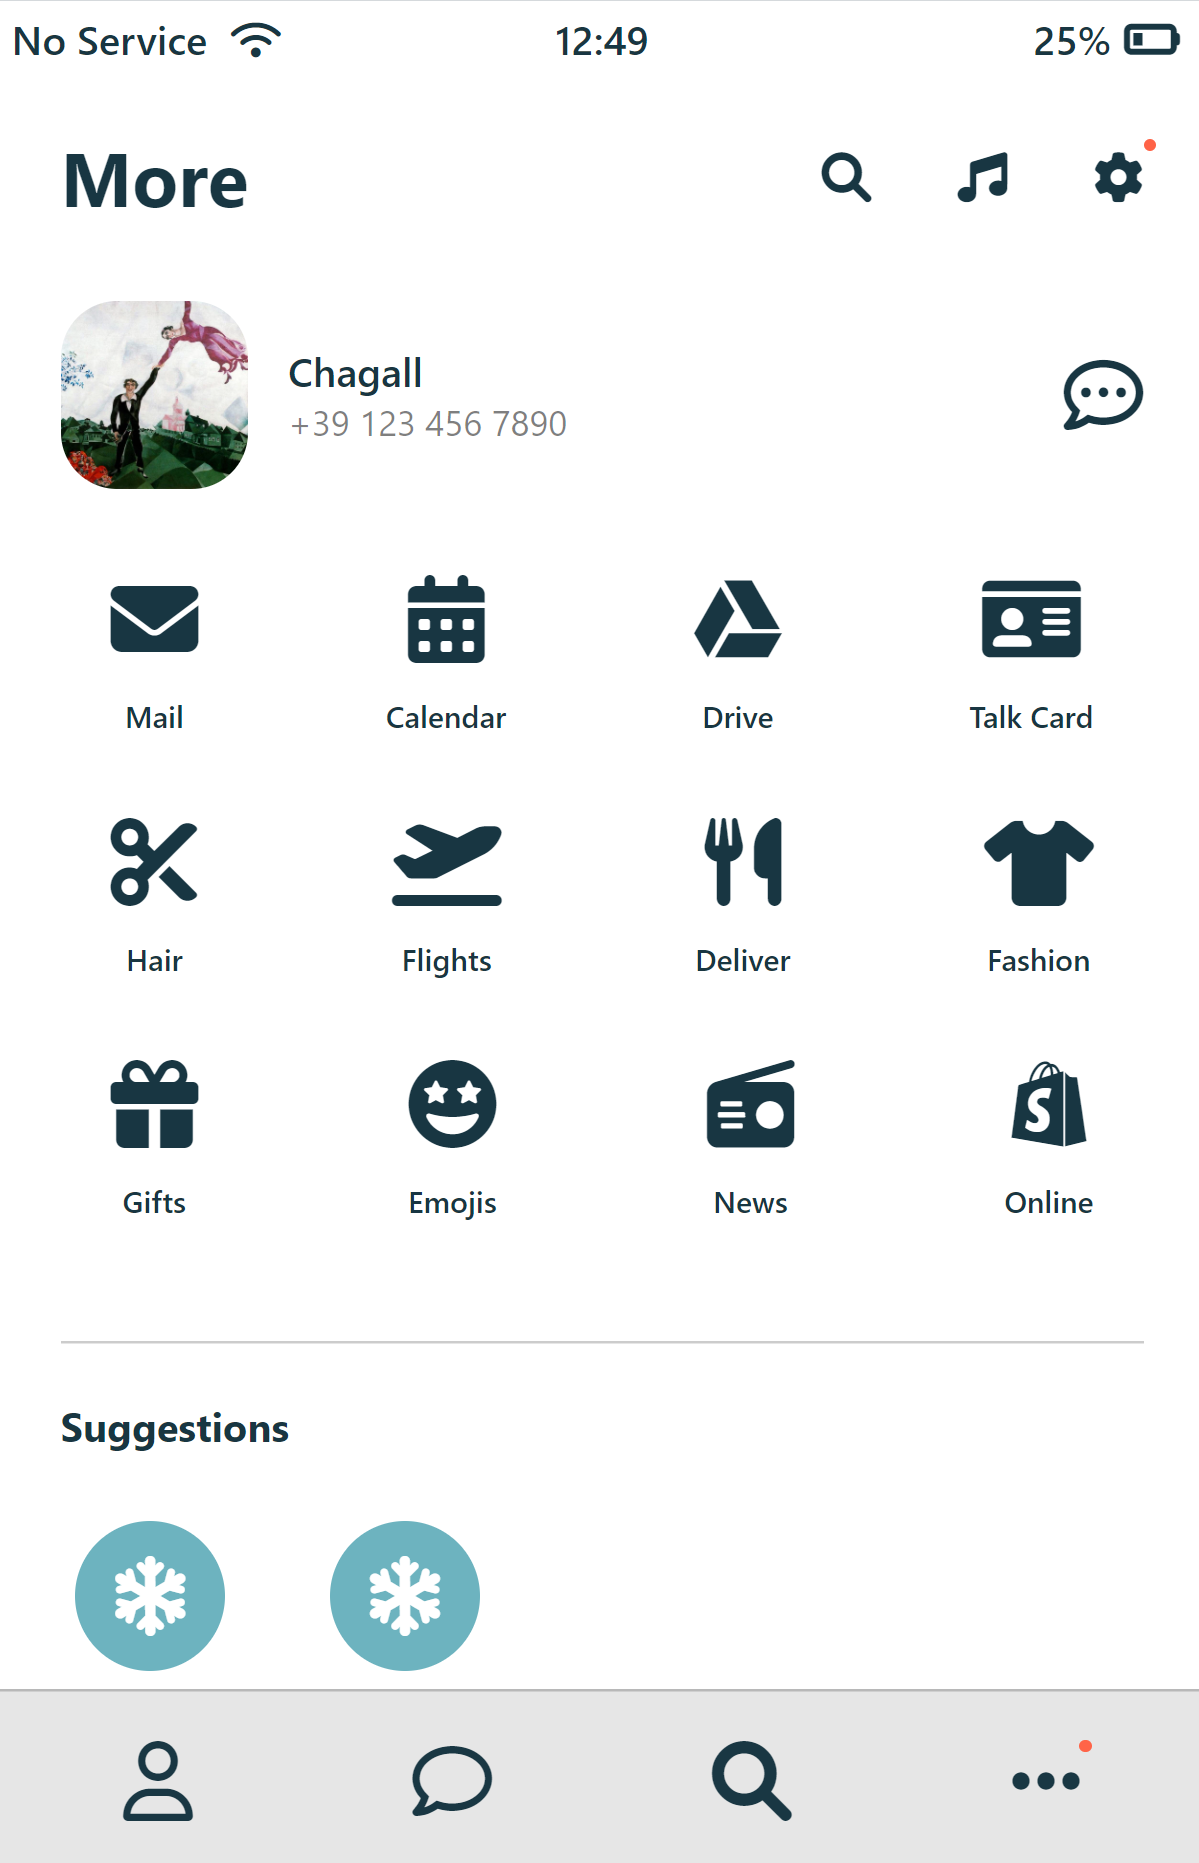 No Service 12:49 25%
More
Chagall
+39 123 456 7890
Mail Calendar Drive Talk Card
Hair Flights Deliver Fashion
Gifts Emojis News Online
Suggestions